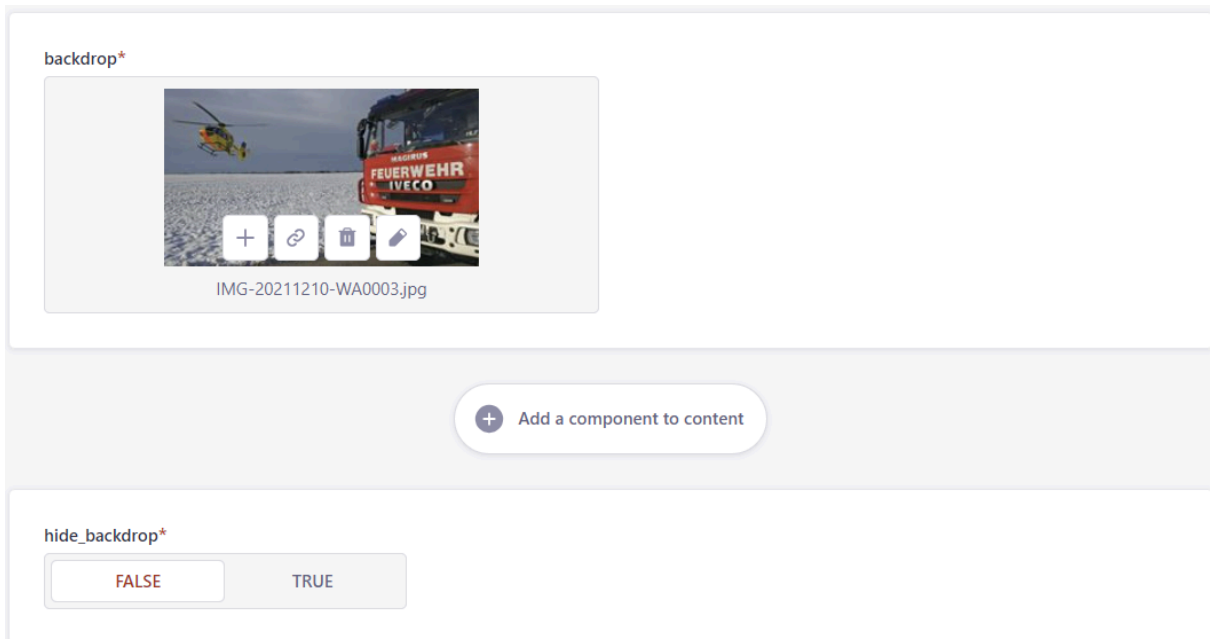 backdrop*
MAGIRUS
FEUERWEHR
IVECO
IMG-20211210-WA0003.jpg
Add a component to content
hide_backdrop*
FALSE TRUE